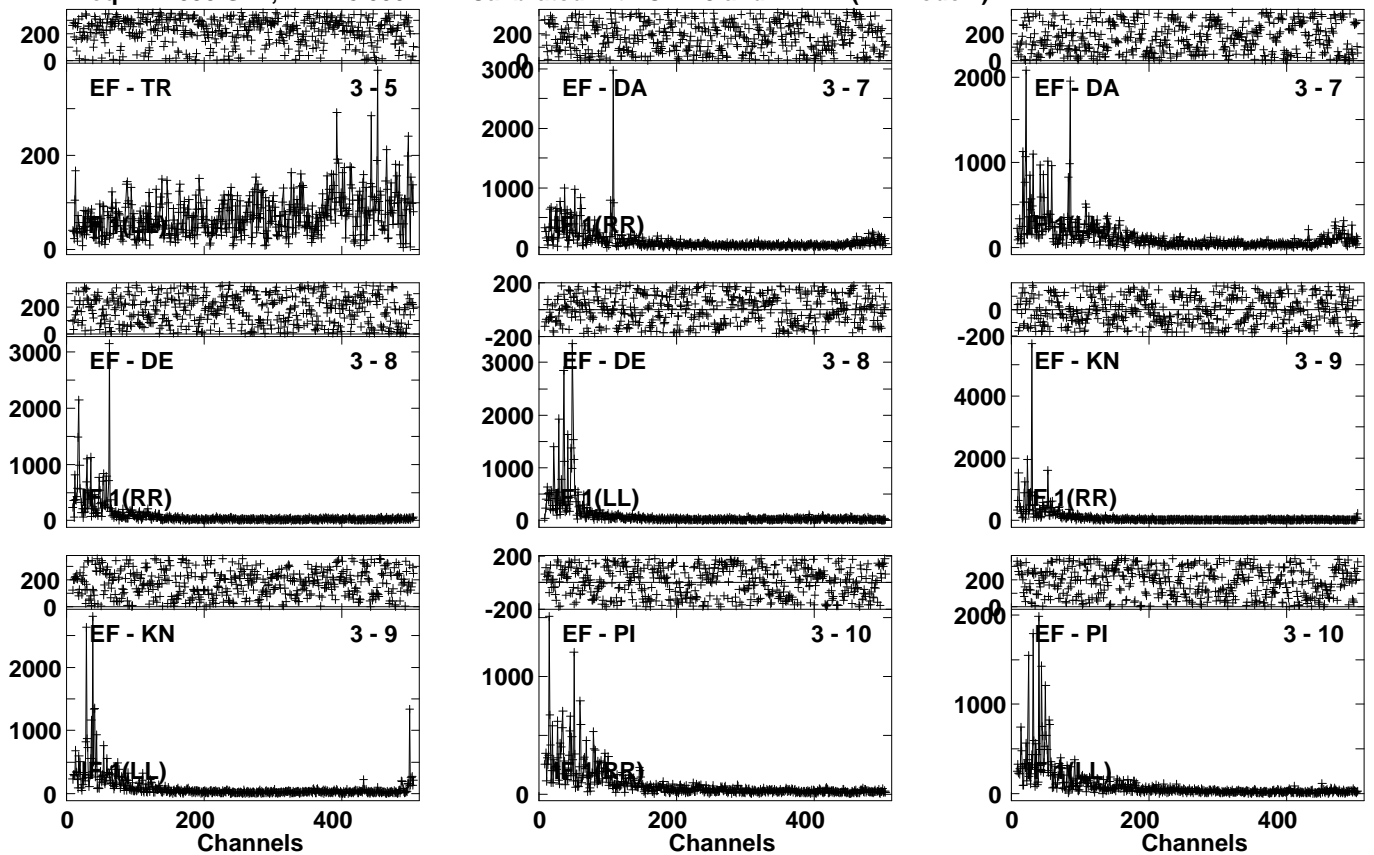 200
0
200
0
200
0
EF - TR 3 - 5
200
0
3000
EF - DA 3 - 7
2000
1000
0
IF 1(RR)
2000
EF - DA 3 - 7
1000
0
200
0
200
-200
0
-200
3000
EF - DE 3 - 8
2000
1000
0
IF 1(RR)
3000
EF - DE 3 - 8
2000
1000
0
IF 1(LL)
EF - KN 3 - 9
4000
2000
0
IF 1(RR)
200
0
200
-200
200
0
EF - KN 3 - 9
2000
1000
0
IF 1(LL)
EF - PI 3 - 10
1000
0
IF 1(RR)
2000
EF - PI 3 - 10
1000
0
IF 1(LL)
0 200 400
Channels
0 200 400
Channels
0 200 400
Channels